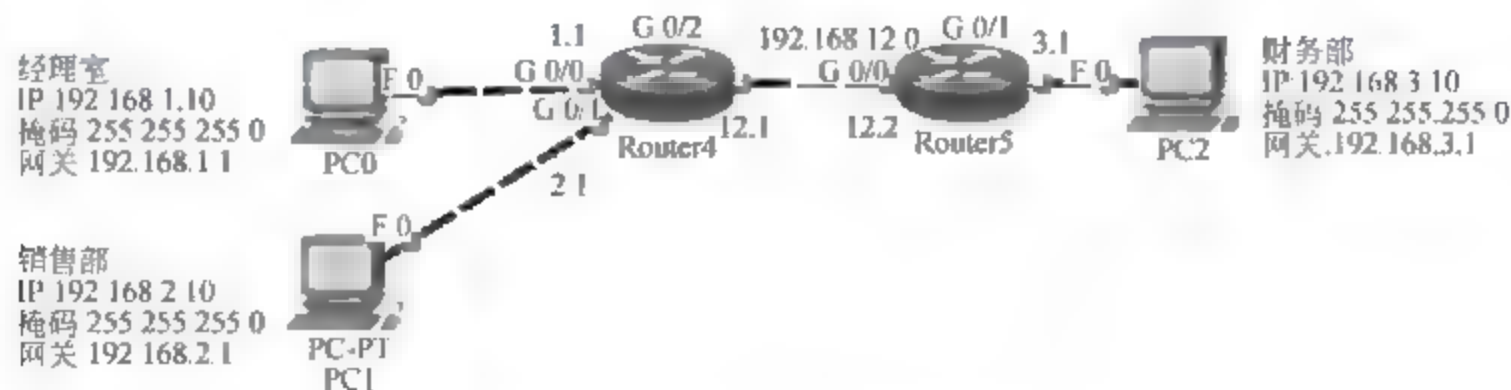 经理室
IP 192 168 1.10
掩码 255 255 255 0
网关 192.168.1 1
F 0
PC0
1.1
G 0/0
G 0/1
G 0/2
Router4
2 1
12.1
192.168 12 0
G 0/0
12.2
G 0/1
Router5
3.1
F 0
PC2
财务部
IP 192 168 3 10
掩码 255 255.255 0
网关.192.168.3.1
销售部
IP 192 168 2 10
掩码 255 255 255 0
网关 192 168.2 1
F 0
PC-PT
PC1